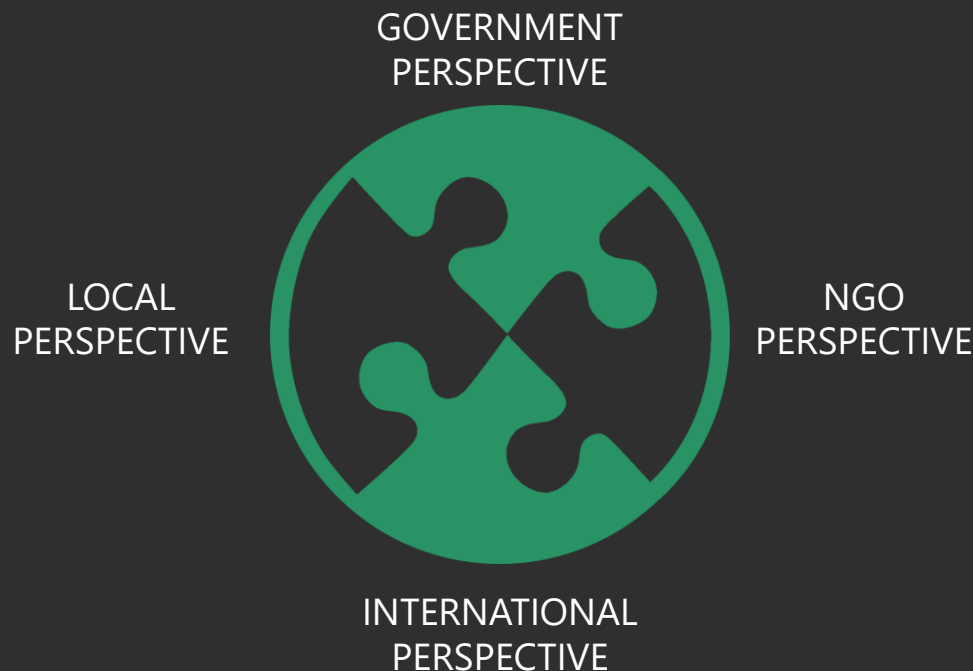 GOVERNMENT
PERSPECTIVE
LOCAL
PERSPECTIVE
NGO
PERSPECTIVE
INTERNATIONAL
PERSPECTIVE